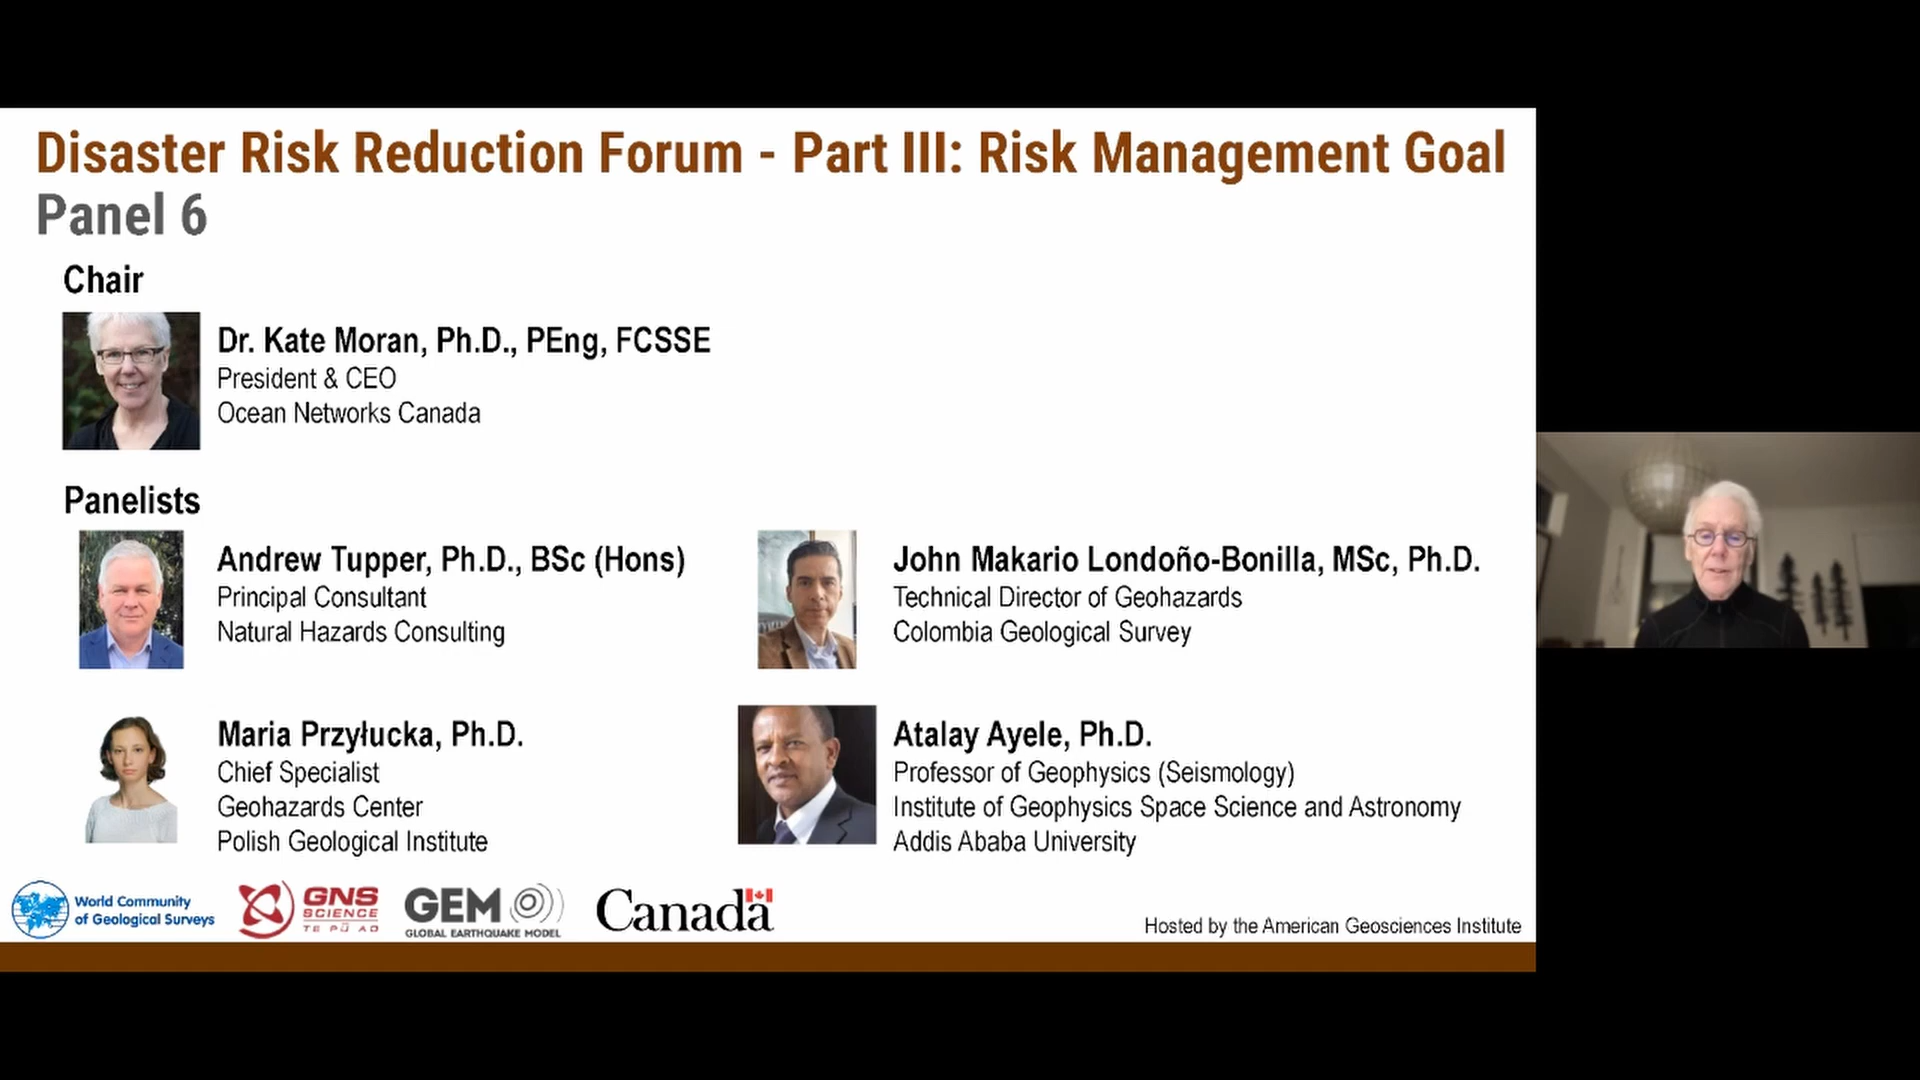 Disaster Risk Reduction Forum - Part III: Risk Management Goal
Panel 6
Chair
Dr. Kate Moran, Ph.D., PEng, FCSSE
President & CEO
Ocean Networks Canada
Panelists
Andrew Tupper, Ph.D., BSc (Hons)
Principal Consultant
Natural Hazards Consulting
John Makario Londoño-Bonilla, MSc, Ph.D.
Technical Director of Geohazards
Colombia Geological Survey
Maria Przyłucka, Ph.D.
Chief Specialist
Geohazards Center
Polish Geological Institute
Atalay Ayele, Ph.D.
Professor of Geophysics (Seismology)
Institute of Geophysics Space Science and Astronomy
Addis Ababa University
World Community
of Geological Surveys
GNS
SCIENCE
TE PŪ AO
GEM
GLOBAL EARTHQUAKE MODEL
Canada
Hosted by the American Geosciences Institute